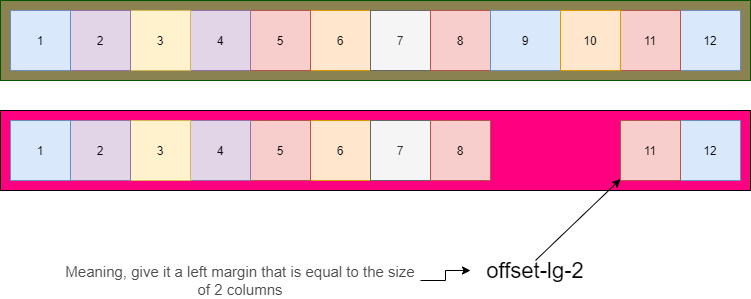 1 2 3 4 5 6 7 8 9 10 11 12
1 2 3 4 5 6 7 8 11 12
Meaning, give it a left margin that is equal to the size
of 2 columns
offset-lg-2